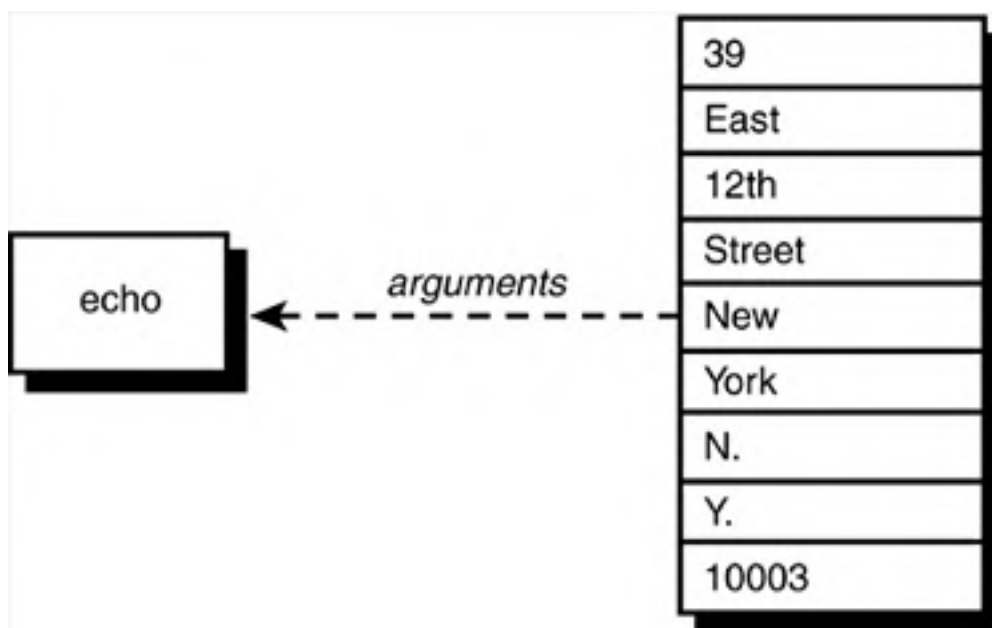 echo
arguments
39
East
12th
Street
New
York
N.
Y.
10003